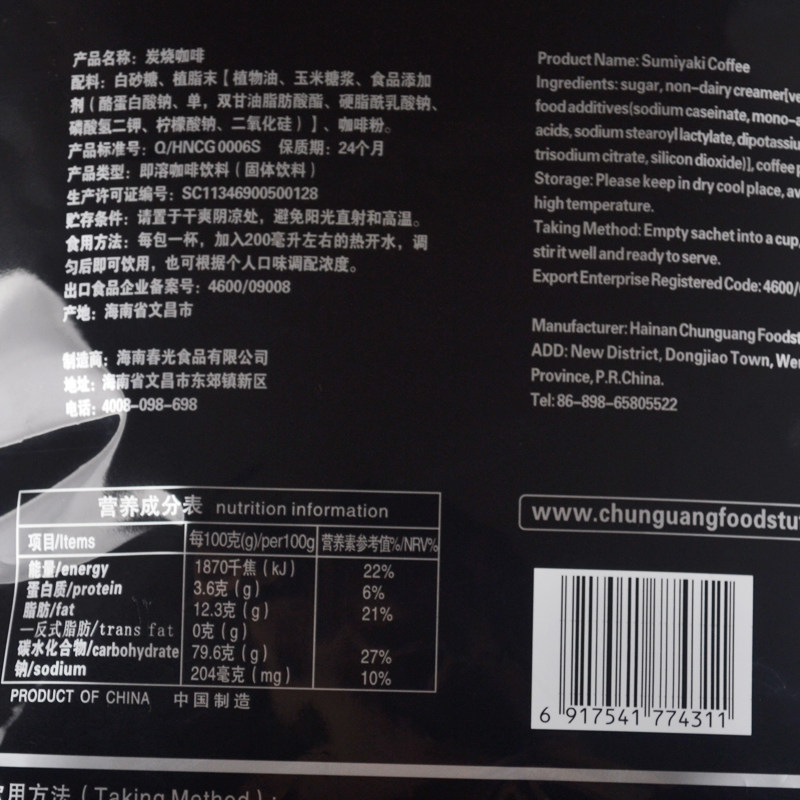 产品名称：炭烧咖啡
配料：白砂糖、植脂末【植物油、玉米糖浆、食品添加
剂（酪蛋白酸钠、单，双甘油脂肪酸酯、硬脂酰乳酸钠、
磷酸氢二钾、柠檬酸钠、二氧化硅）】、咖啡粉。
产品标准号：Q/HNCG 0006S 保质期：24个月
产品类型：即溶咖啡饮料（固体饮料）
生产许可证编号：SC11346900500128
贮存条件：请置于干爽阴凉处，避免阳光直射和高温。
食用方法：每包一杯，加入200毫升左右的热开水，调
匀后即可饮用，也可根据个人口味调配浓度。
出口食品企业备案号：4600/09008
产地：海南省文昌市
制造商：海南春光食品有限公司
地址：海南省文昌市东郊镇新区
电话：4008-098-698
Product Name: Sumiyaki Coffee
Ingredients: sugar, non-dairy creamer[ve
food additives(sodium caseinate, mono-a
acids, sodium stearoyl lactylate, dipotassiu
trisodium citrate, silicon dioxide)], coffee p
Storage: Please keep in dry cool place, av
high temperature.
Taking Method: Empty sachet into a cup,
stir it well and ready to serve.
Export Enterprise Registered Code: 4600/
Manufacturer: Hainan Chunguang Foodst
ADD: New District, Dongjiao Town, Wen
Province, P.R.China.
Tel: 86-898-65805522
营养成分表 nutrition information
项目/Items 每100克(g)/per100g 营养素参考值%/NRV%
能量/energy 1870千焦（kJ） 22%
蛋白质/protein 3.6克（g） 6%
脂肪/fat 12.3克（g） 21%
—反式脂肪/trans fat 0克（g）
碳水化合物/carbohydrate 79.6克（g） 27%
钠/sodium 204毫克（mg） 10%
PRODUCT OF CHINA 中国制造
www.chunguangfoodstu
6 917541 774311
饮用方法（Taking Method）：